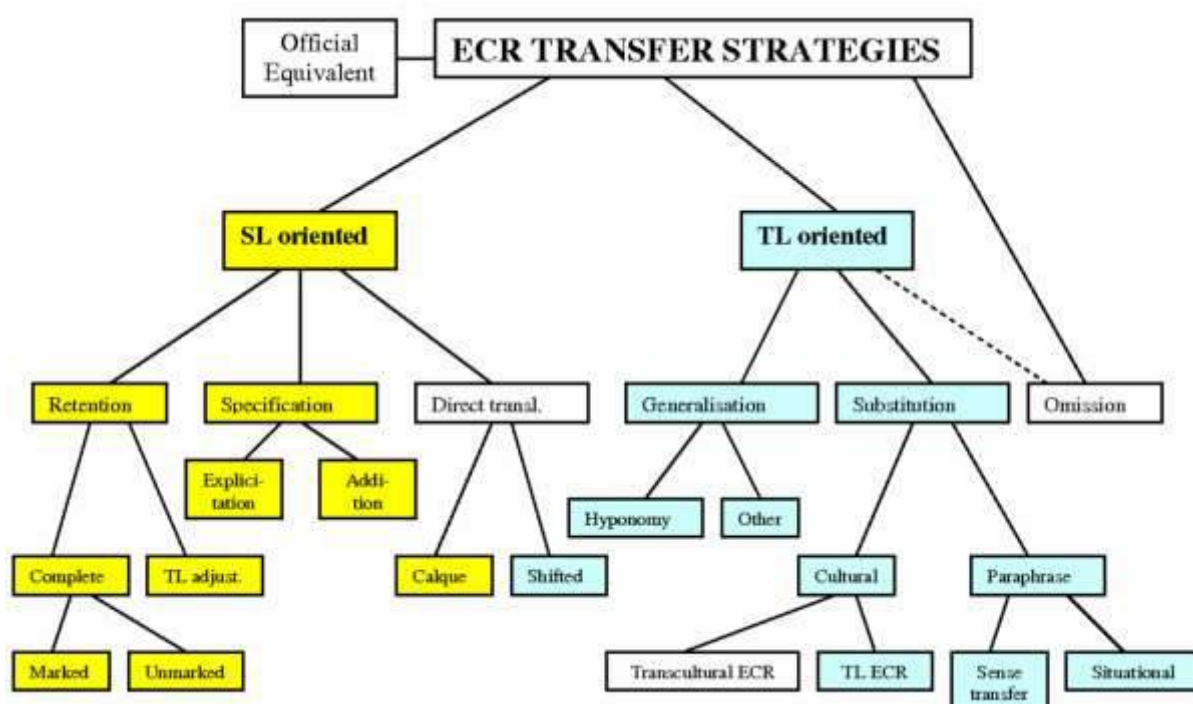 Official
Equivalent
ECR TRANSFER STRATEGIES
SL oriented
TL oriented
Retention
Specification
Direct transl.
Generalisation
Substitution
Omission
Explici-
tation
Addi-
tion
Hyponomy
Other
Complete
TL adjust.
Calque
Shifted
Cultural
Paraphrase
Marked
Unmarked
Transcultural ECR
TL ECR
Sense
transfer
Situational